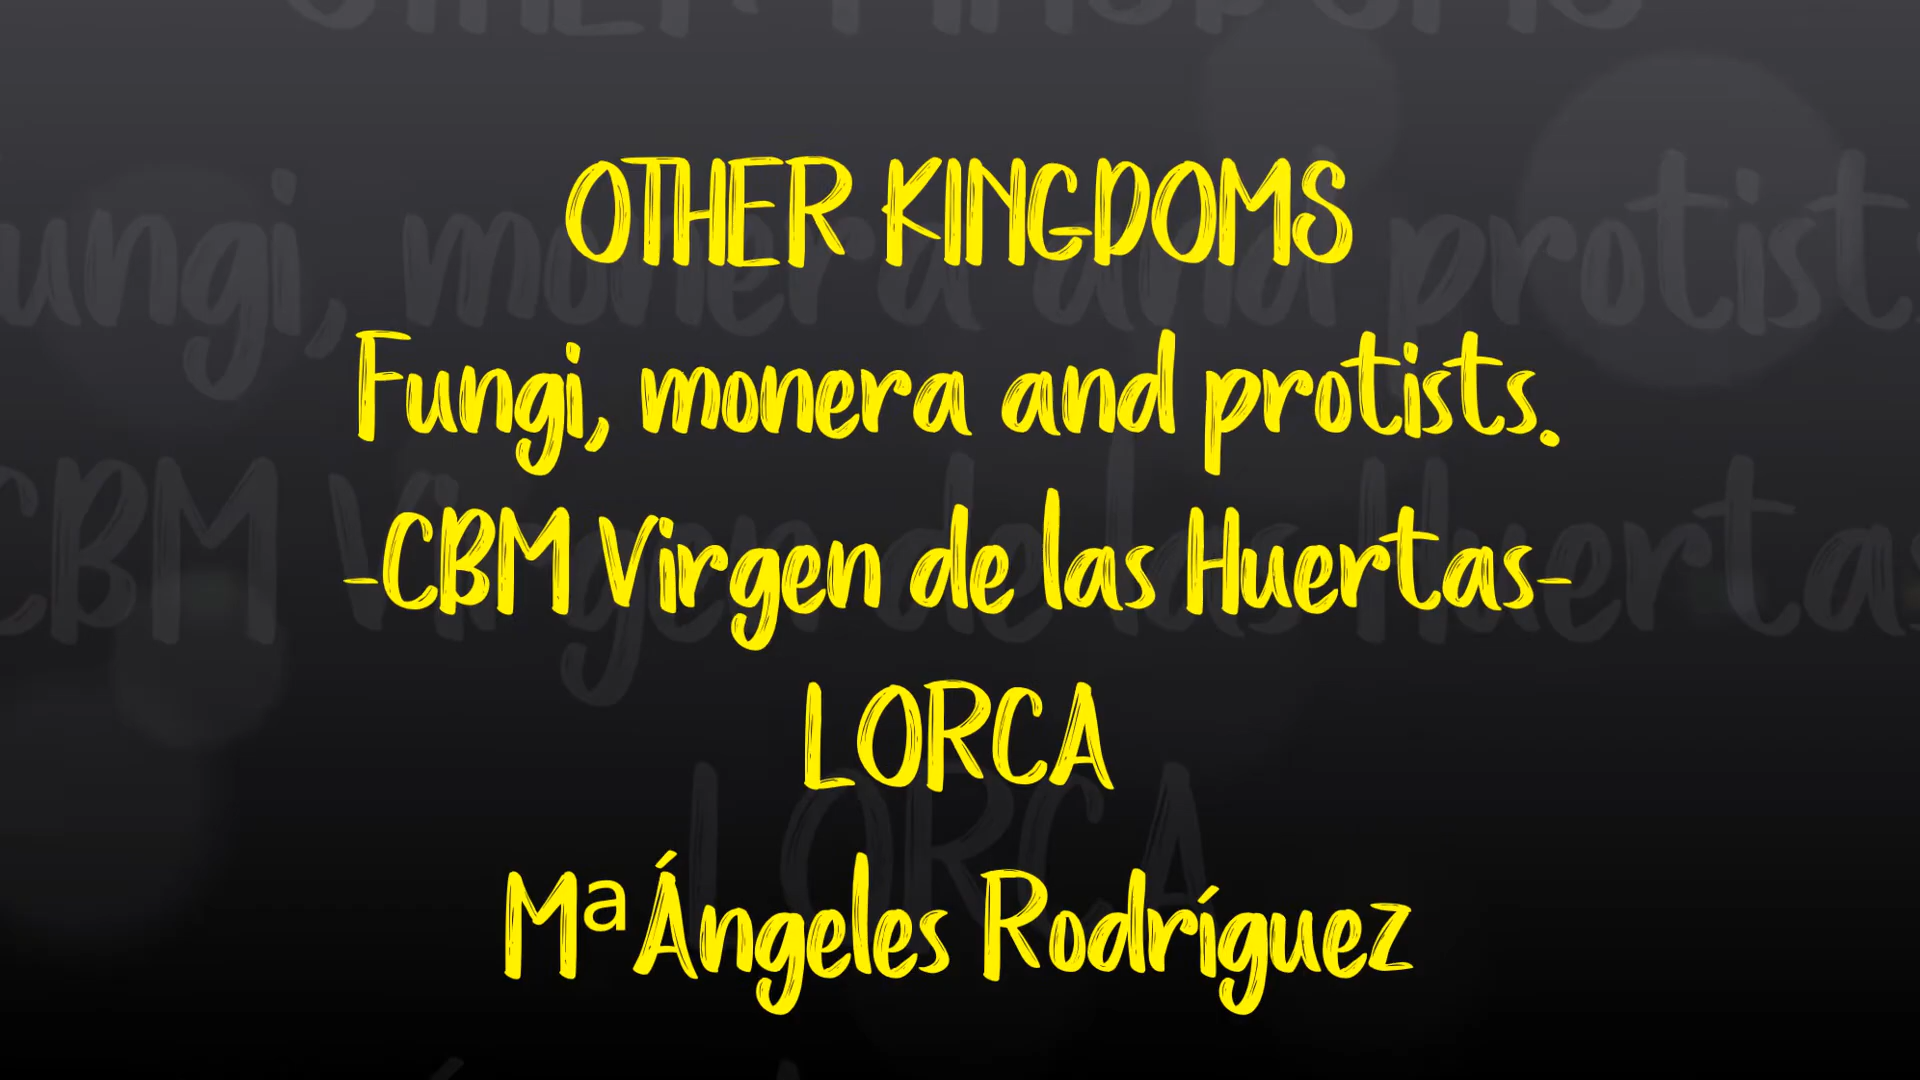 OTHER KINGDOMS
Fungi, monera and protists.
-CBM Virgen de las Huertas-
LORCA
Mª Ángeles Rodríguez